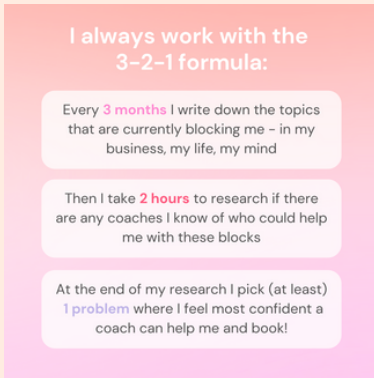 I always work with the
3-2-1 formula:
Every 3 months I write down the topics
that are currently blocking me - in my
business, my life, my mind
Then I take 2 hours to research if there
are any coaches I know of who could help
me with these blocks
At the end of my research I pick (at least)
1 problem where I feel most confident a
coach can help me and book!